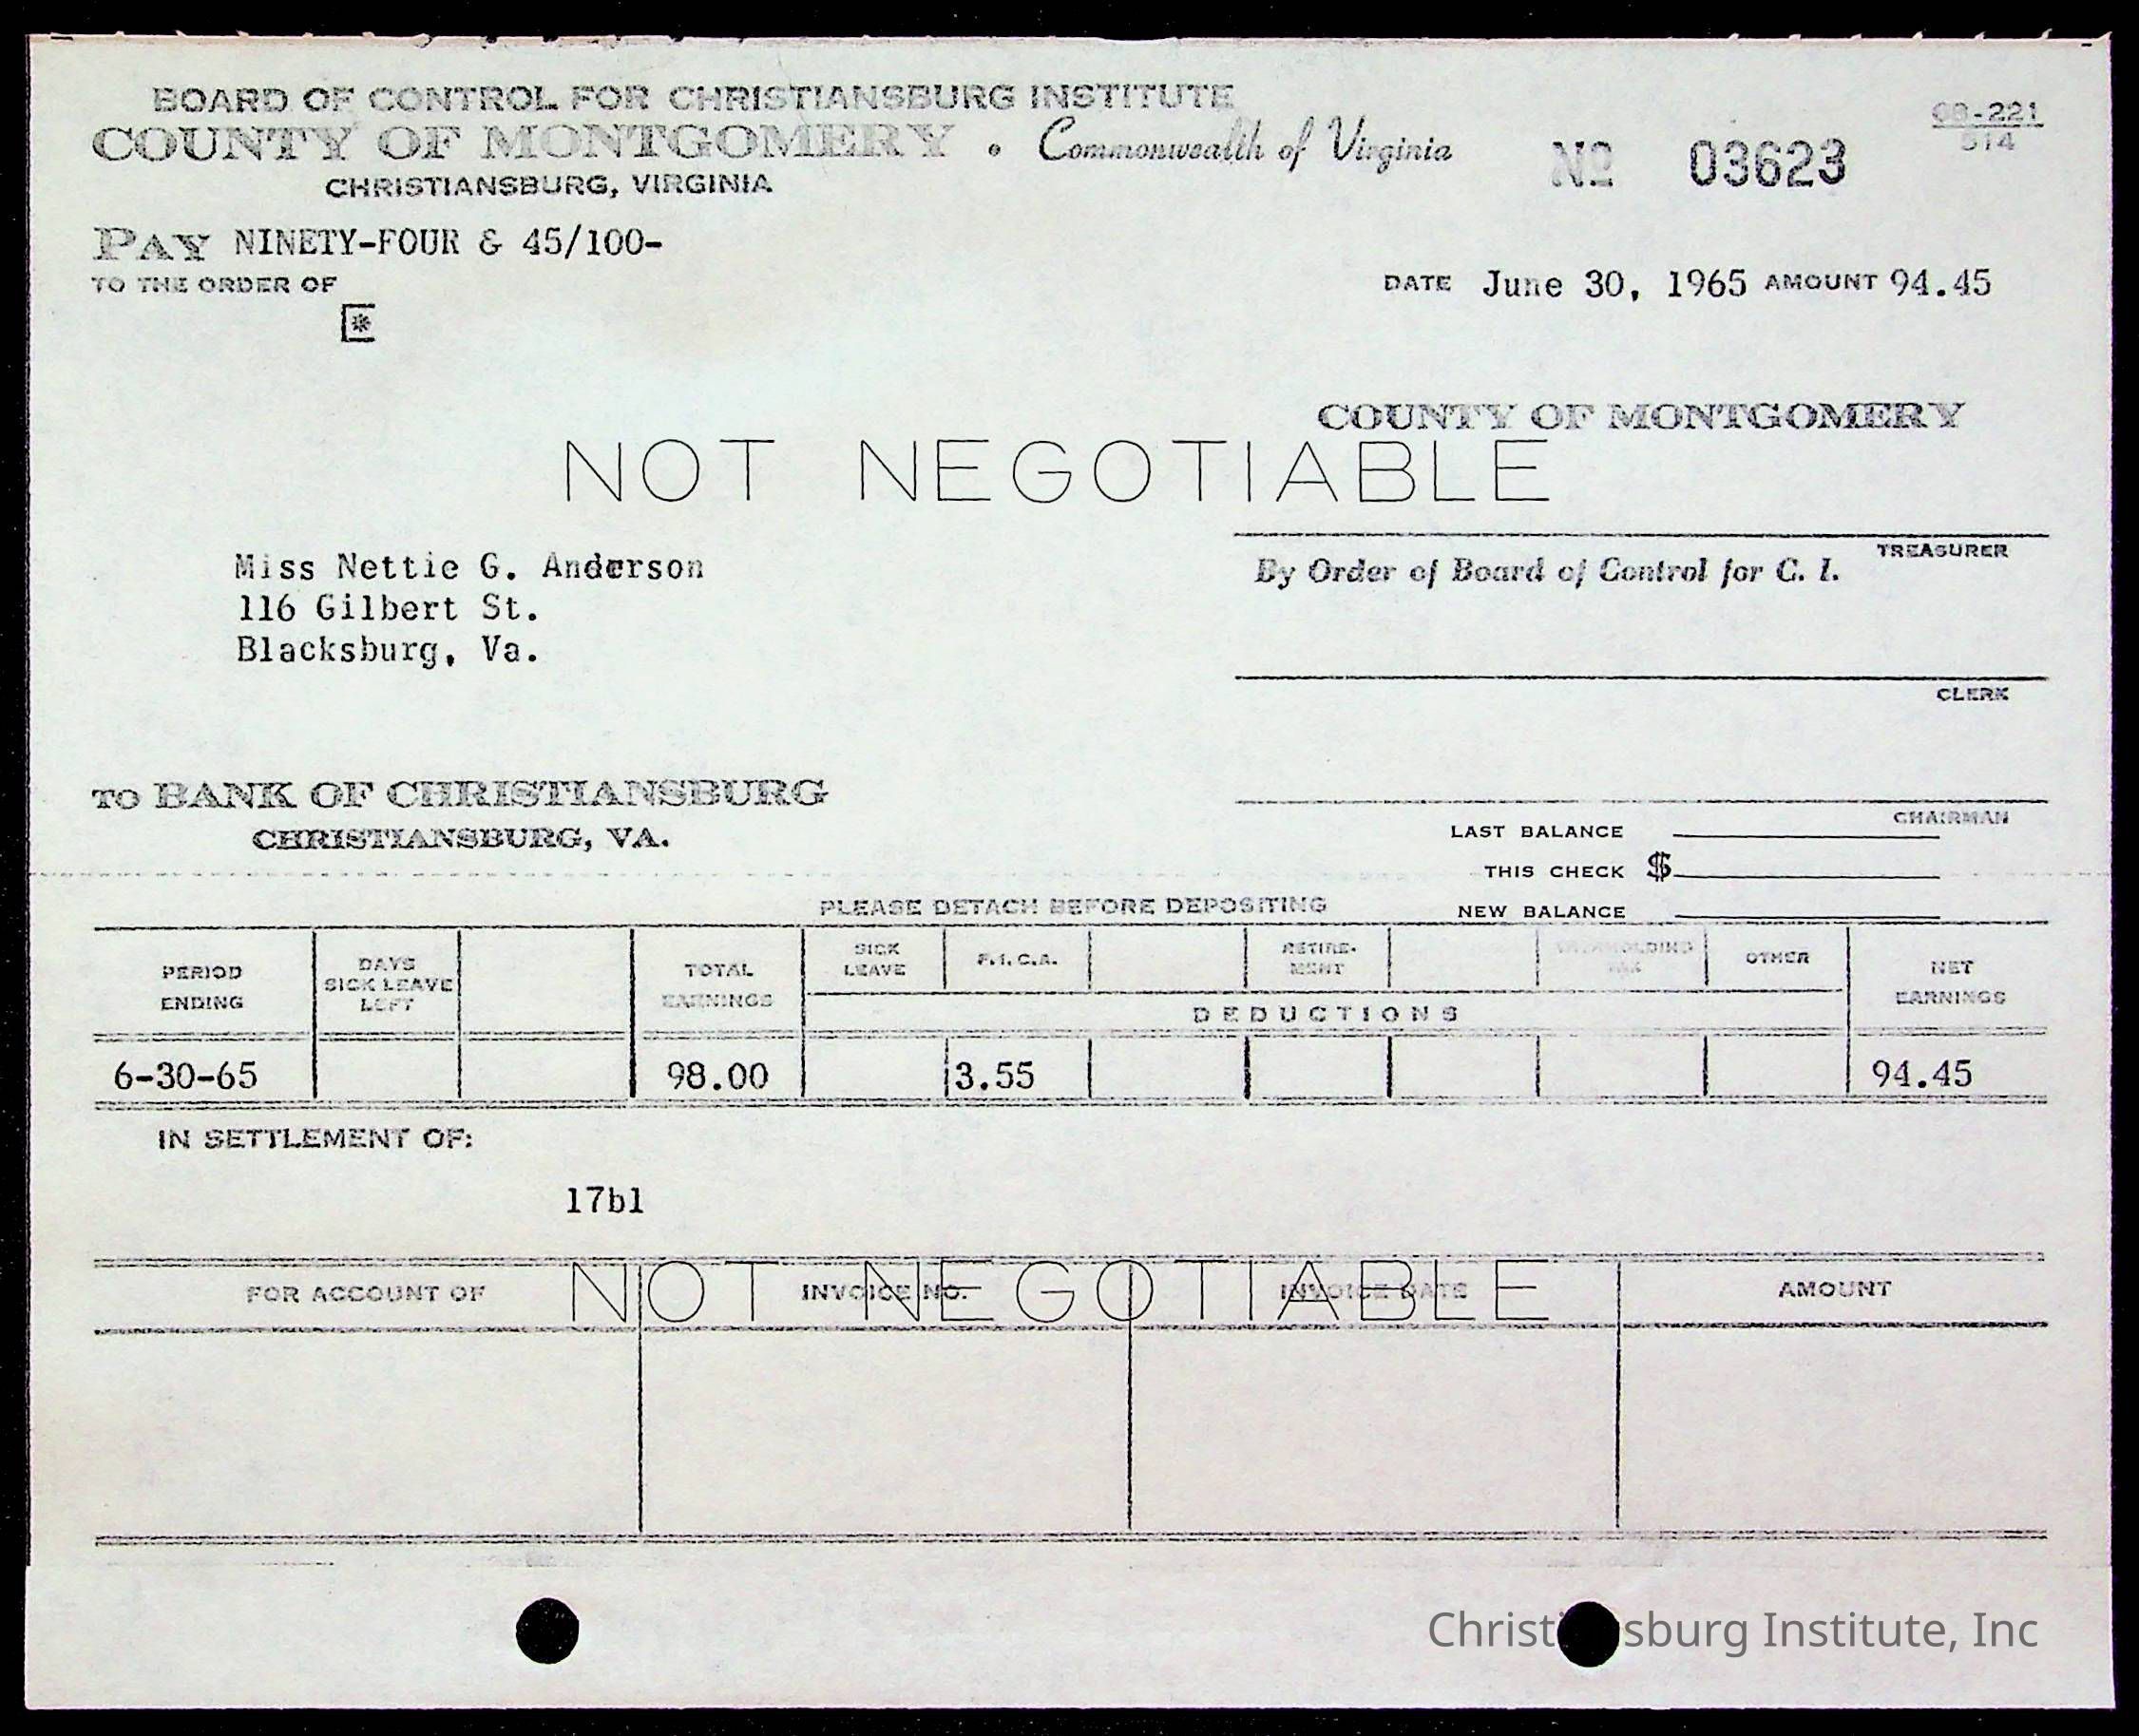 BOARD OF CONTROL FOR CHRISTIANSBURG INSTITUTE
COUNTY OF MONTGOMERY • Commonwealth of Virginia
CHRISTIANSBURG, VIRGINIA
68-221
514
No 03623
PAY NINETY-FOUR & 45/100-
TO THE ORDER OF
DATE June 30, 1965 AMOUNT 94.45
[*
COUNTY OF MONTGOMERY
NOT NEGOTIABLE
TREASURER
Miss Nettie G. Anderson
116 Gilbert St.
Blacksburg, Va.
By Order of Board of Control for C. I.
CLERK
TO BANK OF CHRISTIANSBURG
CHRISTIANSBURG, VA.
CHAIRMAN
LAST BALANCE
THIS CHECK $
NEW BALANCE
PLEASE DETACH BEFORE DEPOSITING
PERIOD ENDING
DAYS SICK LEAVE LEFT
TOTAL EARNINGS
SICK LEAVE
F.I.C.A.
RETIRE-MENT
WITHHOLDING TAX
OTHER
NET EARNINGS
DEDUCTIONS
6-30-65 98.00 3.55 94.45
IN SETTLEMENT OF:
17b1
NOT NEGOTIABLE
FOR ACCOUNT OF INVOICE NO. INVOICE DATE AMOUNT
Christ sburg Institute, Inc